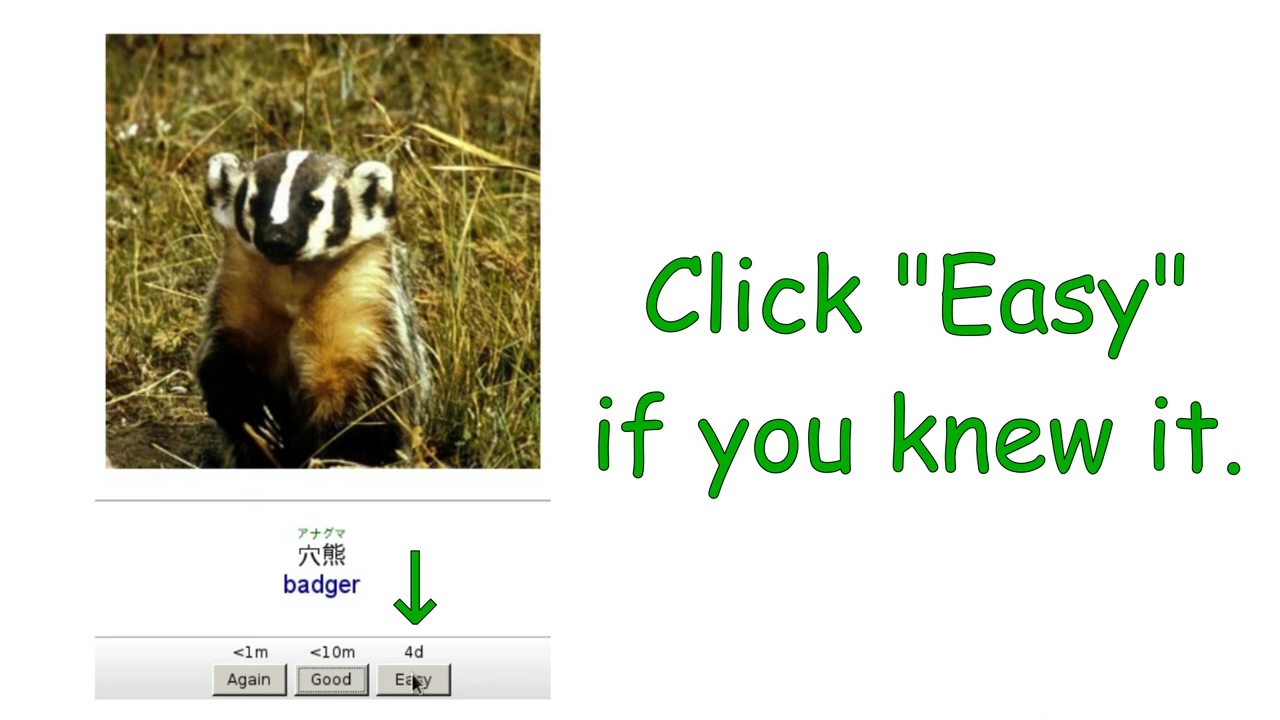 Click "Easy"
if you knew it.
アナグマ
穴熊
badger
<1m <10m 4d
Again Good Easy